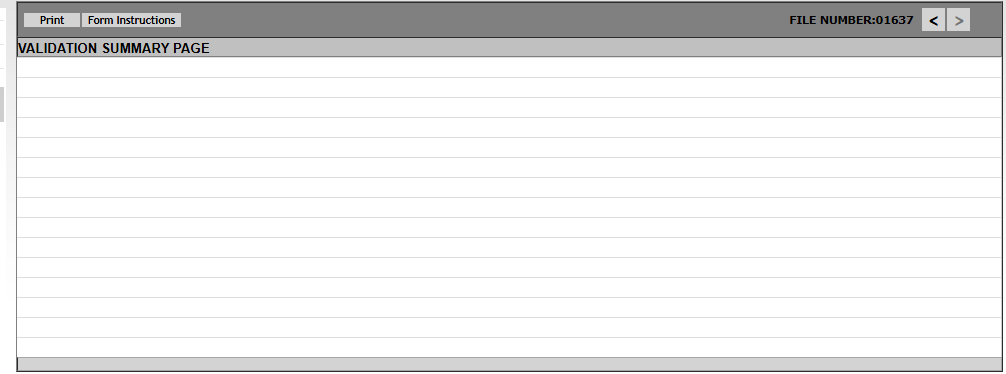 Print Form Instructions FILE NUMBER:01637 < >
VALIDATION SUMMARY PAGE